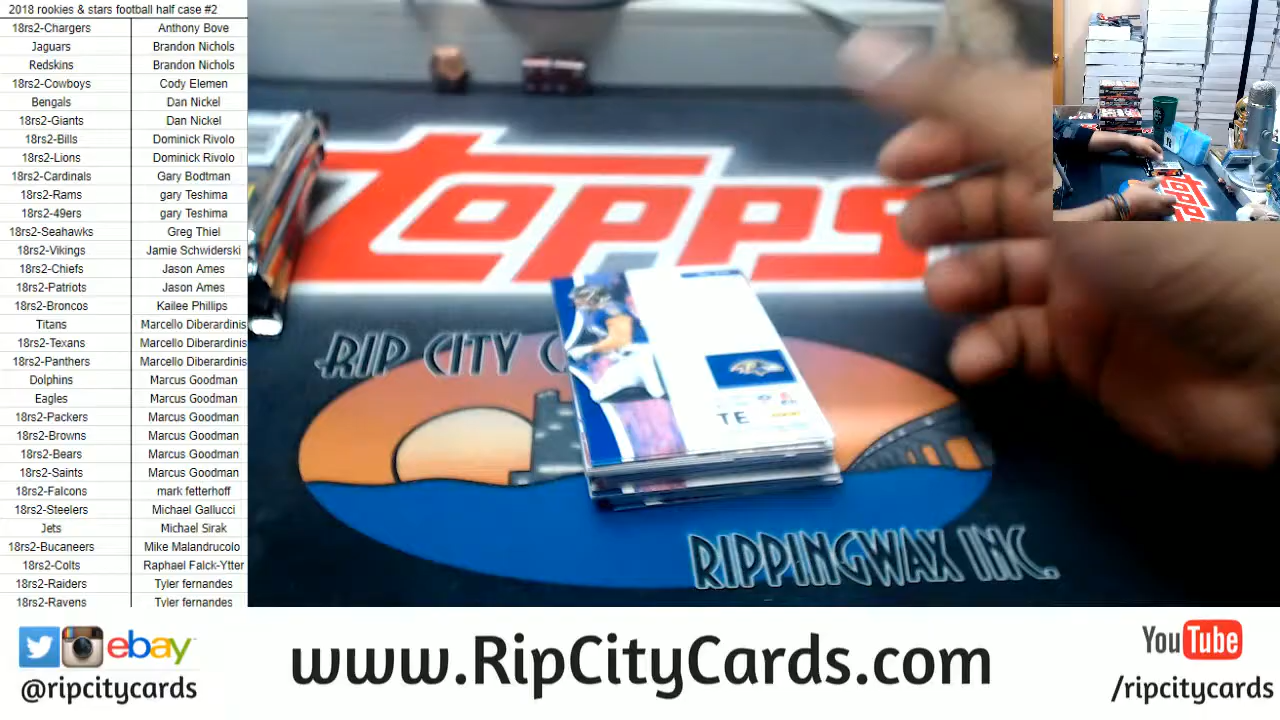 2018 rookies & stars football half case #2
18rs2-Chargers Anthony Bove
Jaguars Brandon Nichols
Redskins Brandon Nichols
18rs2-Cowboys Cody Elemen
Bengals Dan Nickel
18rs2-Giants Dan Nickel
18rs2-Bills Dominick Rivolo
18rs2-Lions Dominick Rivolo
18rs2-Cardinals Gary Bodtman
18rs2-Rams gary Teshima
18rs2-49ers gary Teshima
18rs2-Seahawks Greg Thiel
18rs2-Vikings Jamie Schwiderski
18rs2-Chiefs Jason Ames
18rs2-Patriots Jason Ames
18rs2-Broncos Kailee Phillips
Titans Marcello Diberardinis
18rs2-Texans Marcello Diberardinis
18rs2-Panthers Marcello Diberardinis
Dolphins Marcus Goodman
Eagles Marcus Goodman
18rs2-Packers Marcus Goodman
18rs2-Browns Marcus Goodman
18rs2-Bears Marcus Goodman
18rs2-Saints Marcus Goodman
18rs2-Falcons mark fetterhoff
18rs2-Steelers Michael Gallucci
Jets Michael Sirak
18rs2-Bucaneers Mike Malandrucolo
18rs2-Colts Raphael Falck-Ytter
18rs2-Raiders Tyler fernandes
18rs2-Ravens Tyler fernandes
topps
RIP CITY C
TE
RIPPINGWAX INC.
topps
ebay
@ripcitycards
www.RipCityCards.com
YouTube
/ripcitycards